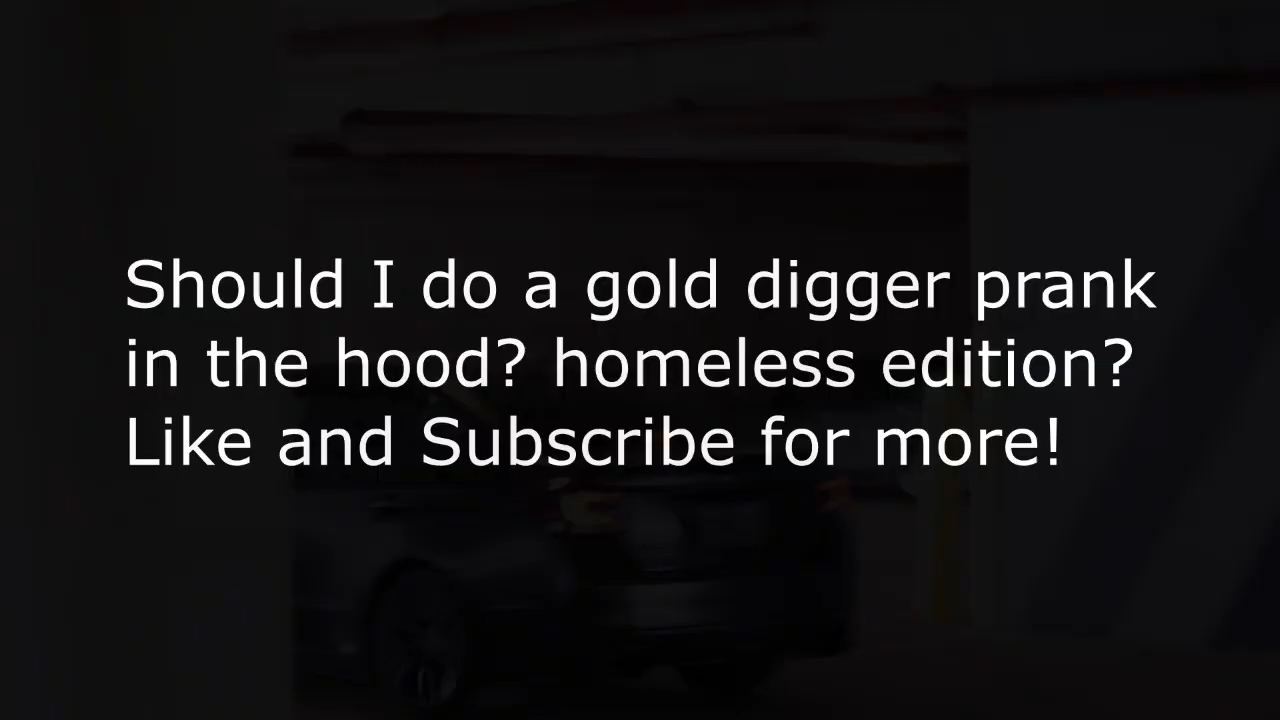 Should I do a gold digger prank
in the hood? homeless edition?
Like and Subscribe for more!